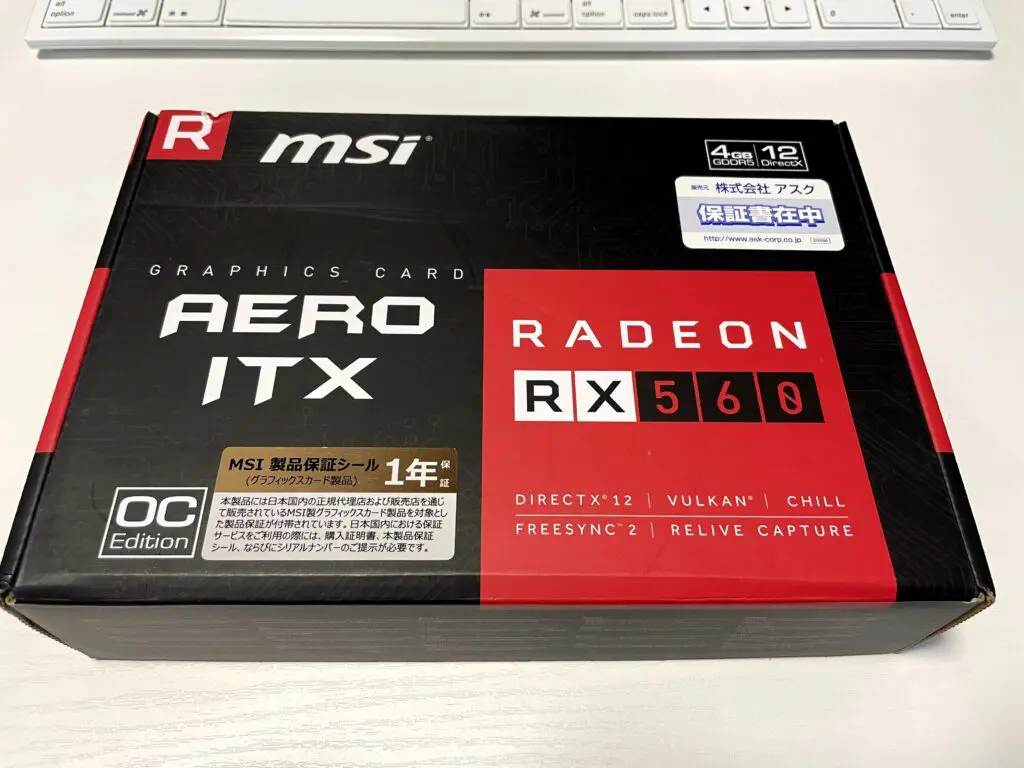 alt
option
⌘
alt
option
caps lock
0
.
enter
R
msi
4GB
GDDR5
12
DirectX
販売元 株式会社 アスク
保証書在中
http://www.ask-corp.co.jp
GRAPHICS CARD
AERO
ITX
RADEON
RX 560
MSI 製品保証シール
(グラフィックスカード製品)
1年保証
本製品には日本国内の正規代理店および販売店を通じ
て販売されているMSI製グラフィックスカード製品を対象とし
た製品保証が付帯されています。日本国内における保証
サービスをご利用の際には、購入証明書、本製品保証
シール、ならびにシリアルナンバーのご提示が必要です。
OC
Edition
DIRECTX® 12 | VULKAN® | CHILL
FREESYNC™ 2 | RELIVE CAPTURE